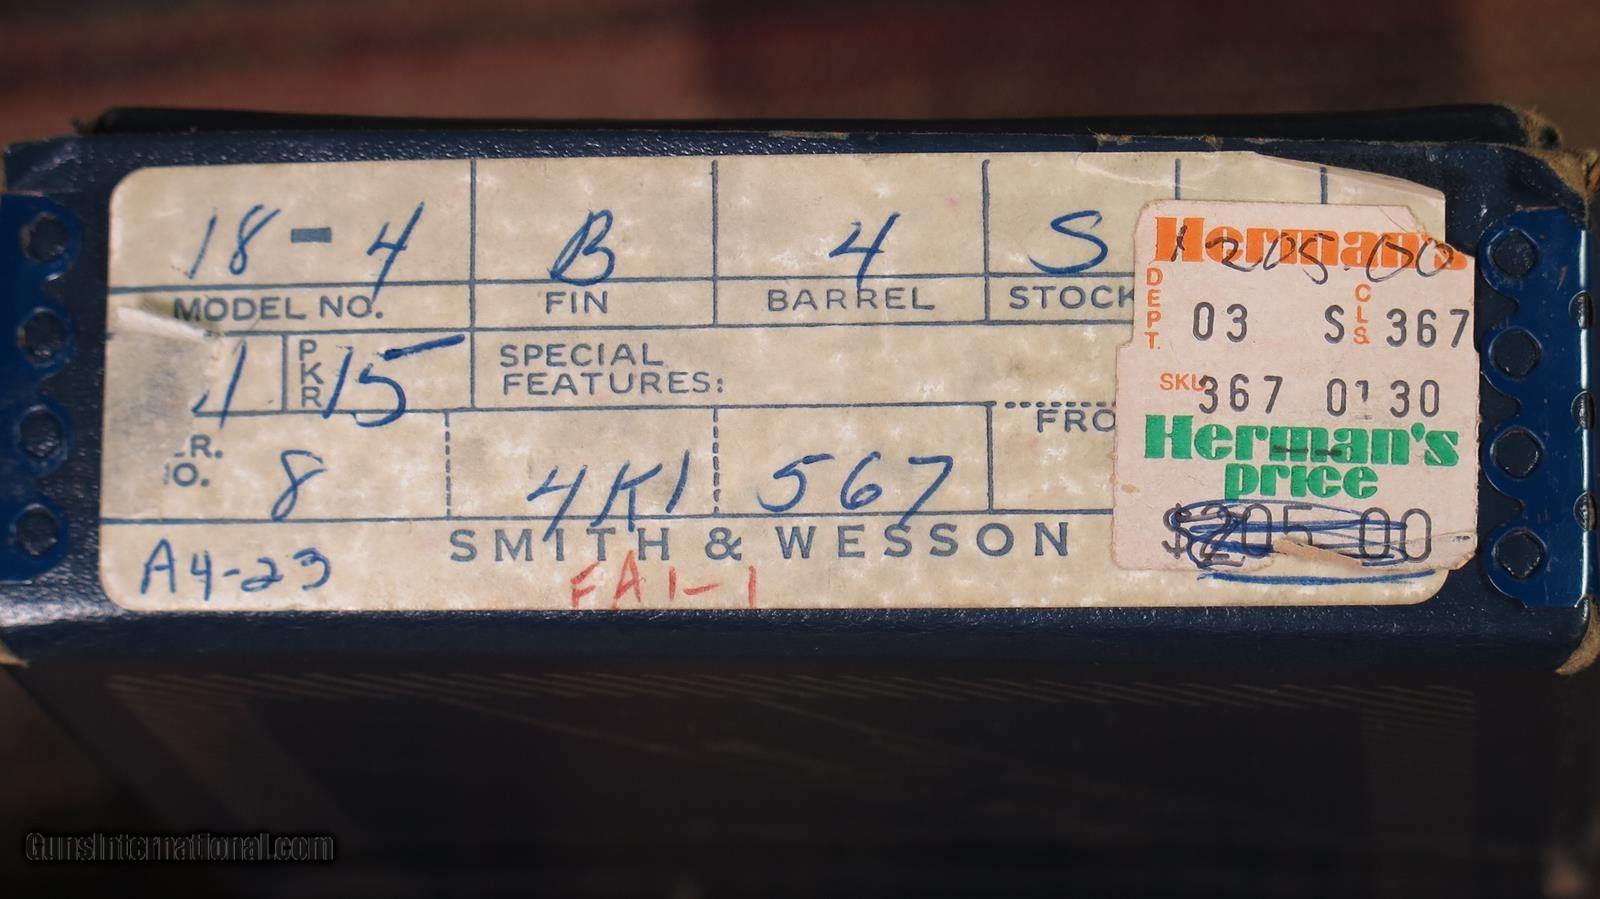 18-4 B 4 S
MODEL NO. FIN BARREL STOCK
1 PKR 15 SPECIAL
FEATURES:
R.
O. 8 4K1 567 FRO
SMITH & WESSON
A4-23 FA1-1
Herman's
205.00
DEPT. 03 S CLS 367
SKU 367 01 30
Herman's
price
$205.00
GunsInternational.com